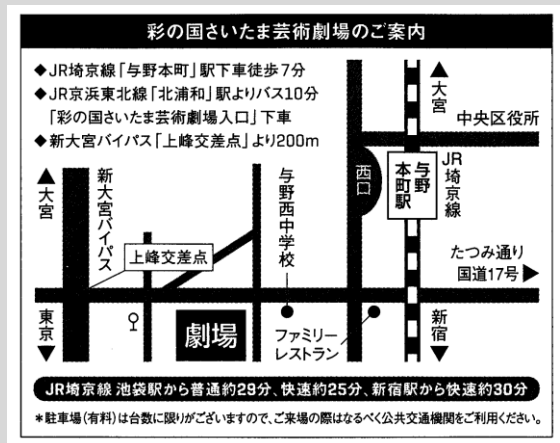 彩の国さいたま芸術劇場のご案内
◆JR埼京線「与野本町」駅下車徒歩7分
◆JR京浜東北線「北浦和」駅よりバス10分
「彩の国さいたま芸術劇場入口」下車
◆新大宮バイパス「上峰交差点」より200m
▲大宮
中央区役所
西口
与野本町駅
JR埼京線
▲大宮
新大宮バイパス
与野西中学校
上峰交差点
たつみ通り
国道17号▶
東京▼
劇場
ファミリー
レストラン
新宿▼
JR埼京線 池袋駅から普通約29分、快速約25分、新宿駅から快速約30分
*駐車場(有料)は台数に限りがございますので、ご来場の際はなるべく公共交通機関をご利用ください。